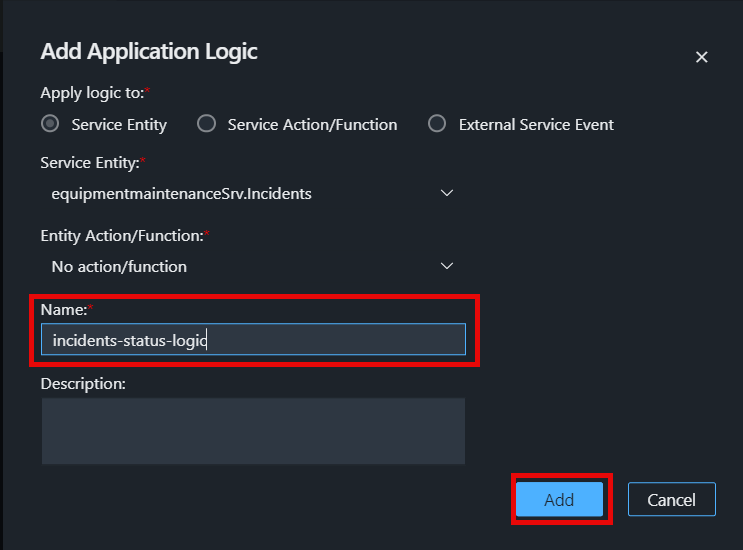 Add Application Logic
Apply logic to:*
Service Entity
Service Action/Function
External Service Event
Service Entity:*
equipmentmaintenanceSrv.Incidents
Entity Action/Function:*
No action/function
Name:*
incidents-status-logic
Description:
Add
Cancel